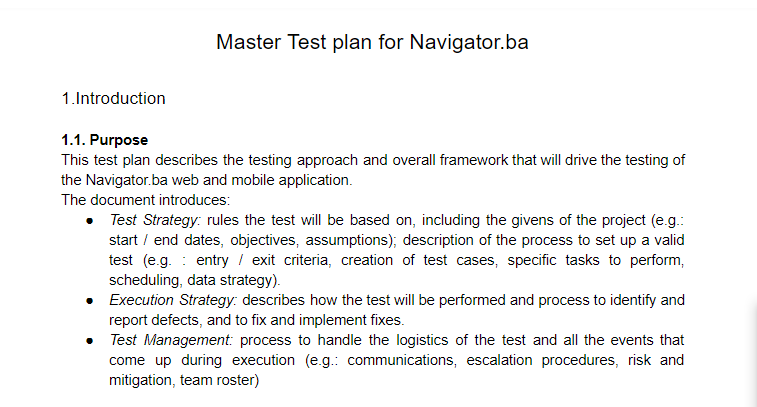 Master Test plan for Navigator.ba
1.Introduction
1.1. Purpose
This test plan describes the testing approach and overall framework that will drive the testing of
the Navigator.ba web and mobile application.
The document introduces:
● Test Strategy: rules the test will be based on, including the givens of the project (e.g.:
start / end dates, objectives, assumptions); description of the process to set up a valid
test (e.g. : entry / exit criteria, creation of test cases, specific tasks to perform,
scheduling, data strategy).
● Execution Strategy: describes how the test will be performed and process to identify and
report defects, and to fix and implement fixes.
● Test Management: process to handle the logistics of the test and all the events that
come up during execution (e.g.: communications, escalation procedures, risk and
mitigation, team roster)